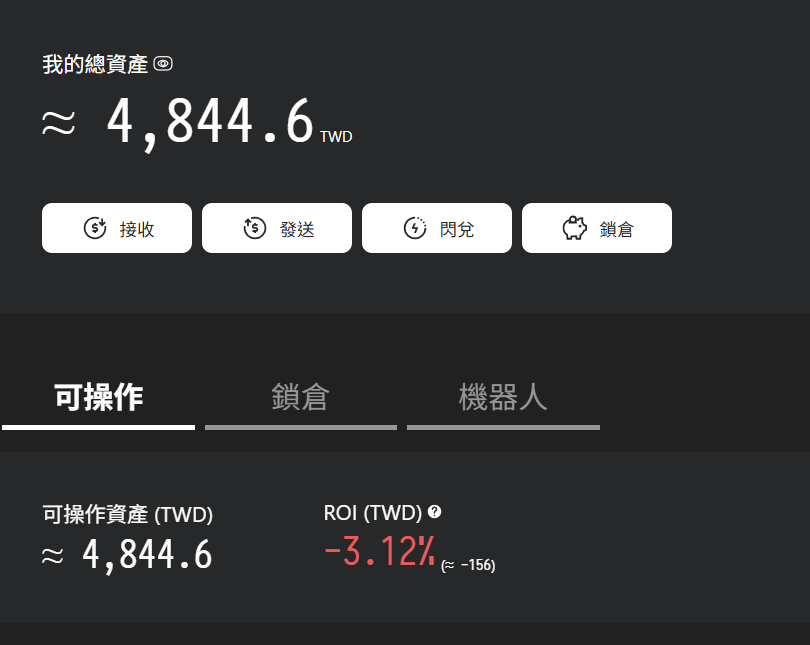 我的總資產
≈ 4,844.6 TWD
接收 發送 閃兌 鎖倉
可操作 鎖倉 機器人
可操作資產 (TWD) ROI (TWD)
≈ 4,844.6 -3.12% (≈ -156)